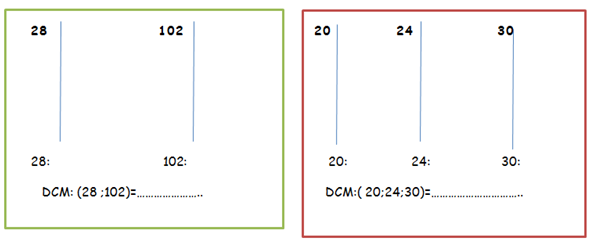 28 102
28: 102:
DCM: (28 ;102)=…………………..
20 24 30
20: 24: 30:
DCM:( 20;24;30)=…………………………..